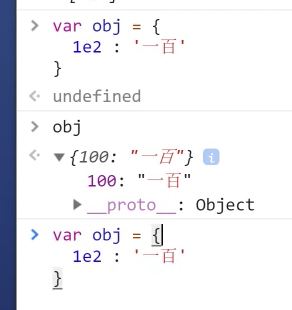 > var obj = {
1e2 : '一百'
}
undefined
> obj
▼{100: "一百"} i
100: "一百"
▶__proto__: Object
> var obj = {
1e2 : '一百'
}